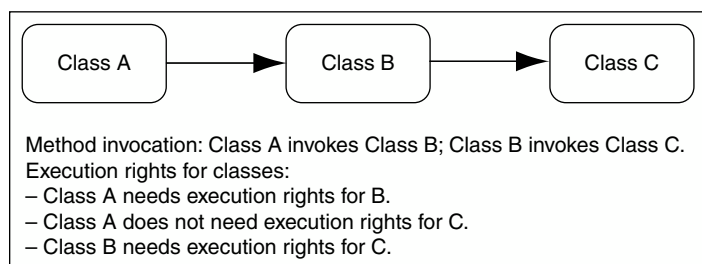 Class A
Class B
Class C
Method invocation: Class A invokes Class B; Class B invokes Class C.
Execution rights for classes:
– Class A needs execution rights for B.
– Class A does not need execution rights for C.
– Class B needs execution rights for C.